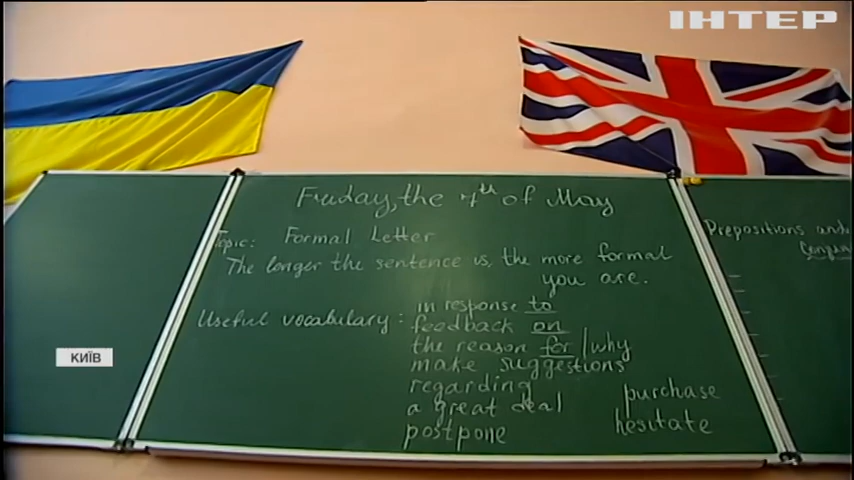 ІНТЕР
Friday, the 7th of May
Topic: Formal Letter
The longer the sentence is, the more formal
you are.
Useful vocabulary: in response to
feedback on
the reason for/why
make suggestions
regarding
a great deal
postpone
purchase
hesitate
Prepositions and
КИЇВ